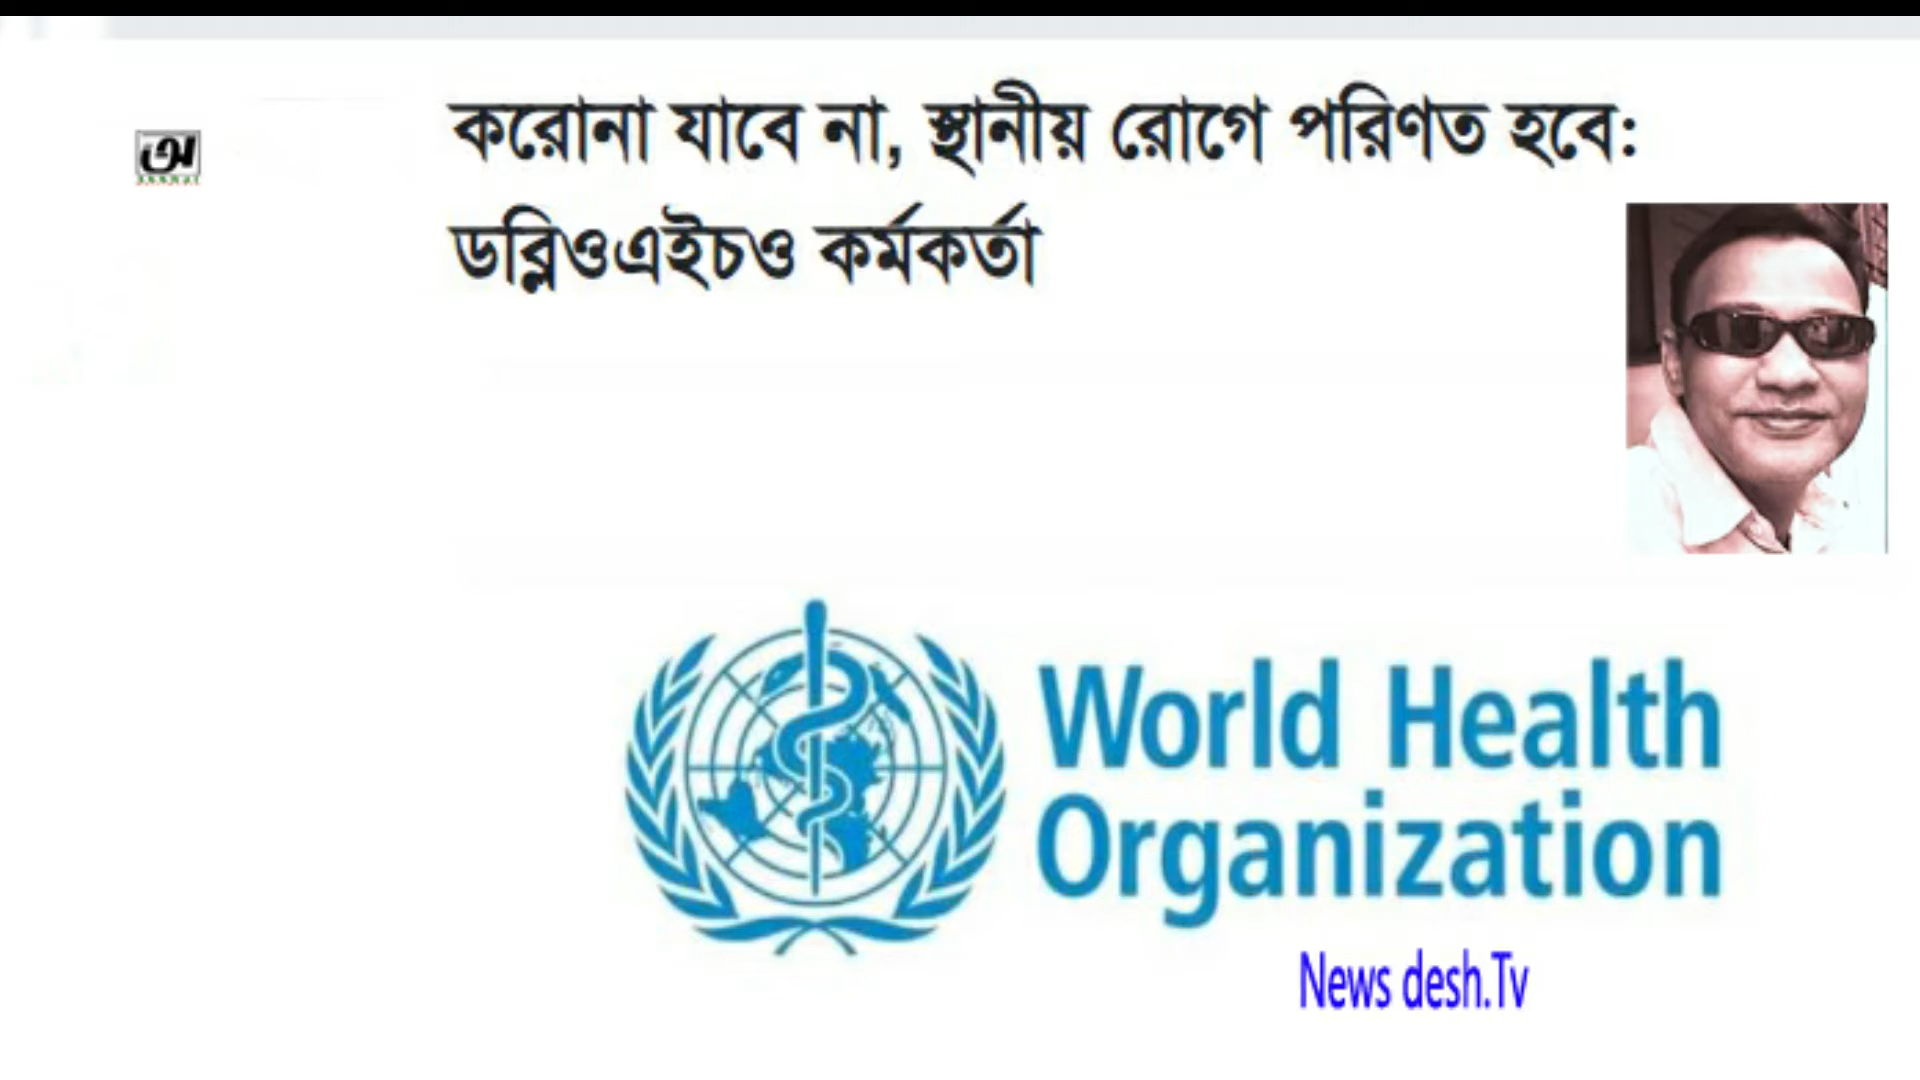 করোনা যাবে না, স্থানীয় রোগে পরিণত হবে:
ডব্লিওএইচও কর্মকর্তা
অ
World Health
Organization
News desh.Tv